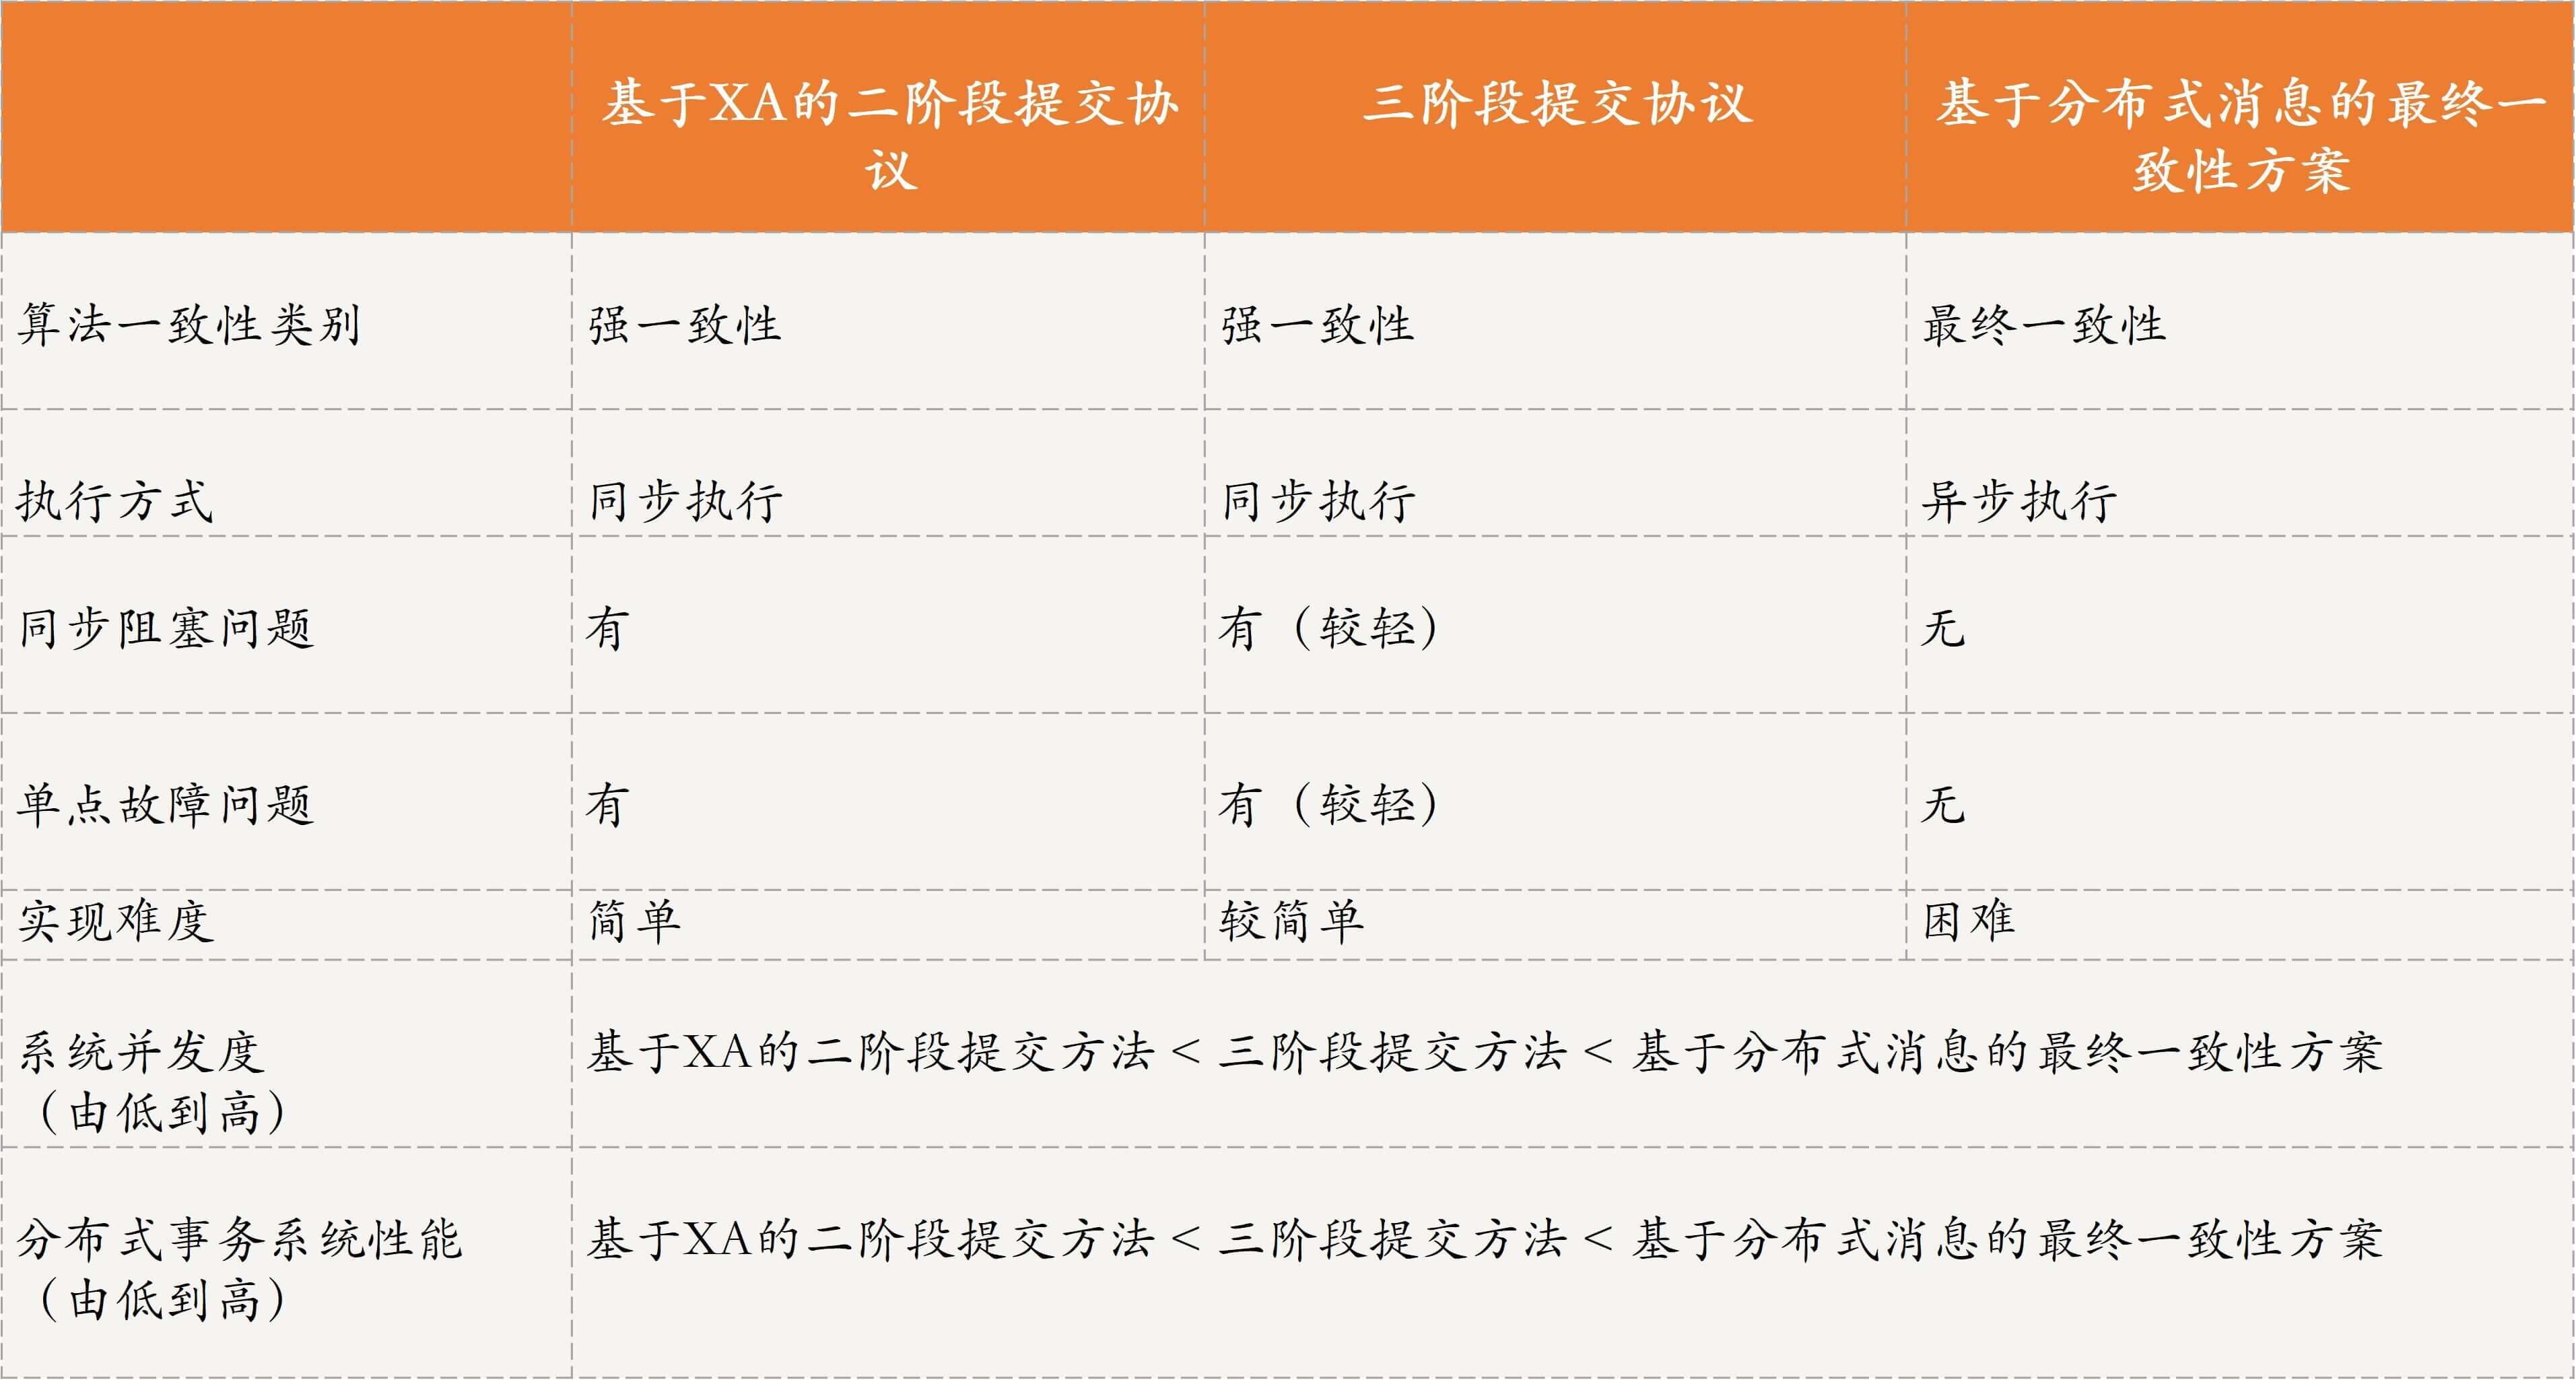 基于XA的二阶段提交协
议
三阶段提交协议
基于分布式消息的最终一
致性方案
算法一致性类别
强一致性
强一致性
最终一致性
执行方式
同步执行
同步执行
异步执行
同步阻塞问题
有
有（较轻）
无
单点故障问题
有
有（较轻）
无
实现难度
简单
较简单
困难
系统并发度
（由低到高）
基于XA的二阶段提交方法 < 三阶段提交方法 < 基于分布式消息的最终一致性方案
分布式事务系统性能
（由低到高）
基于XA的二阶段提交方法 < 三阶段提交方法 < 基于分布式消息的最终一致性方案